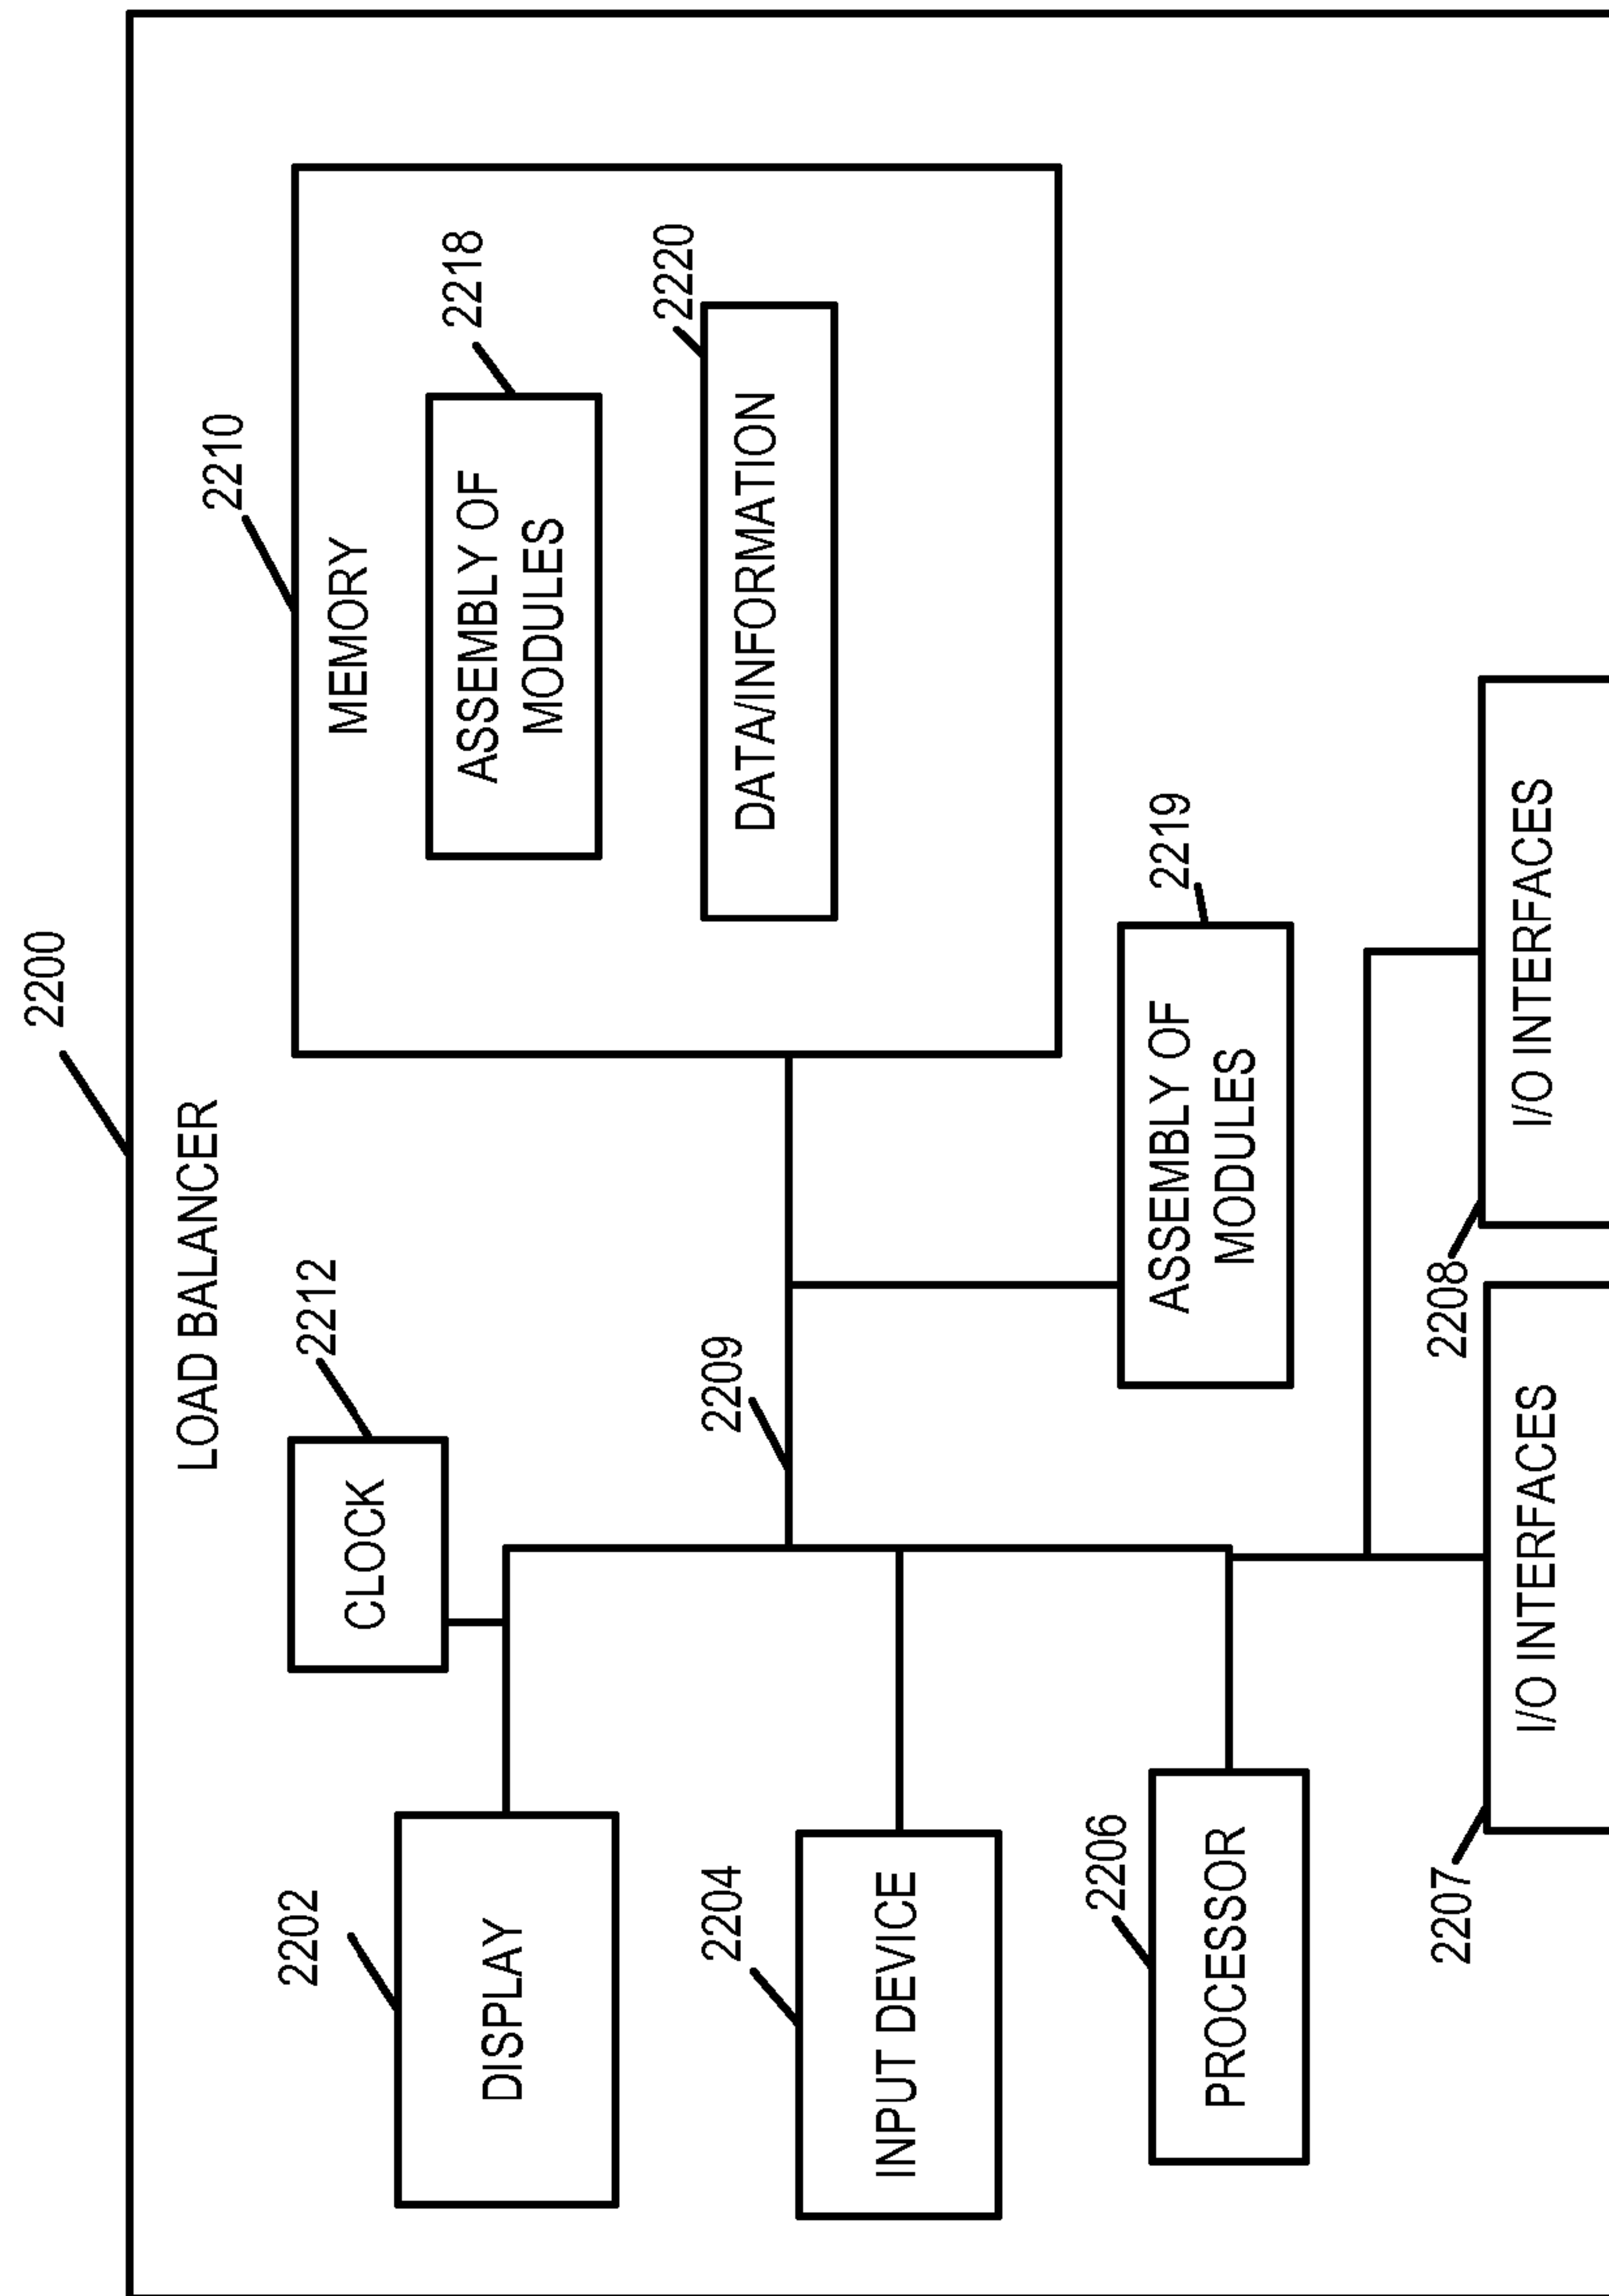 2200
LOAD BALANCER
2202
DISPLAY
2212
CLOCK
2210
MEMORY
2218
ASSEMBLY OF
MODULES
2220
DATA/INFORMATION
2204
INPUT DEVICE
2209
2206
PROCESSOR
2219
ASSEMBLY OF
MODULES
2207
I/O INTERFACES
2208
I/O INTERFACES